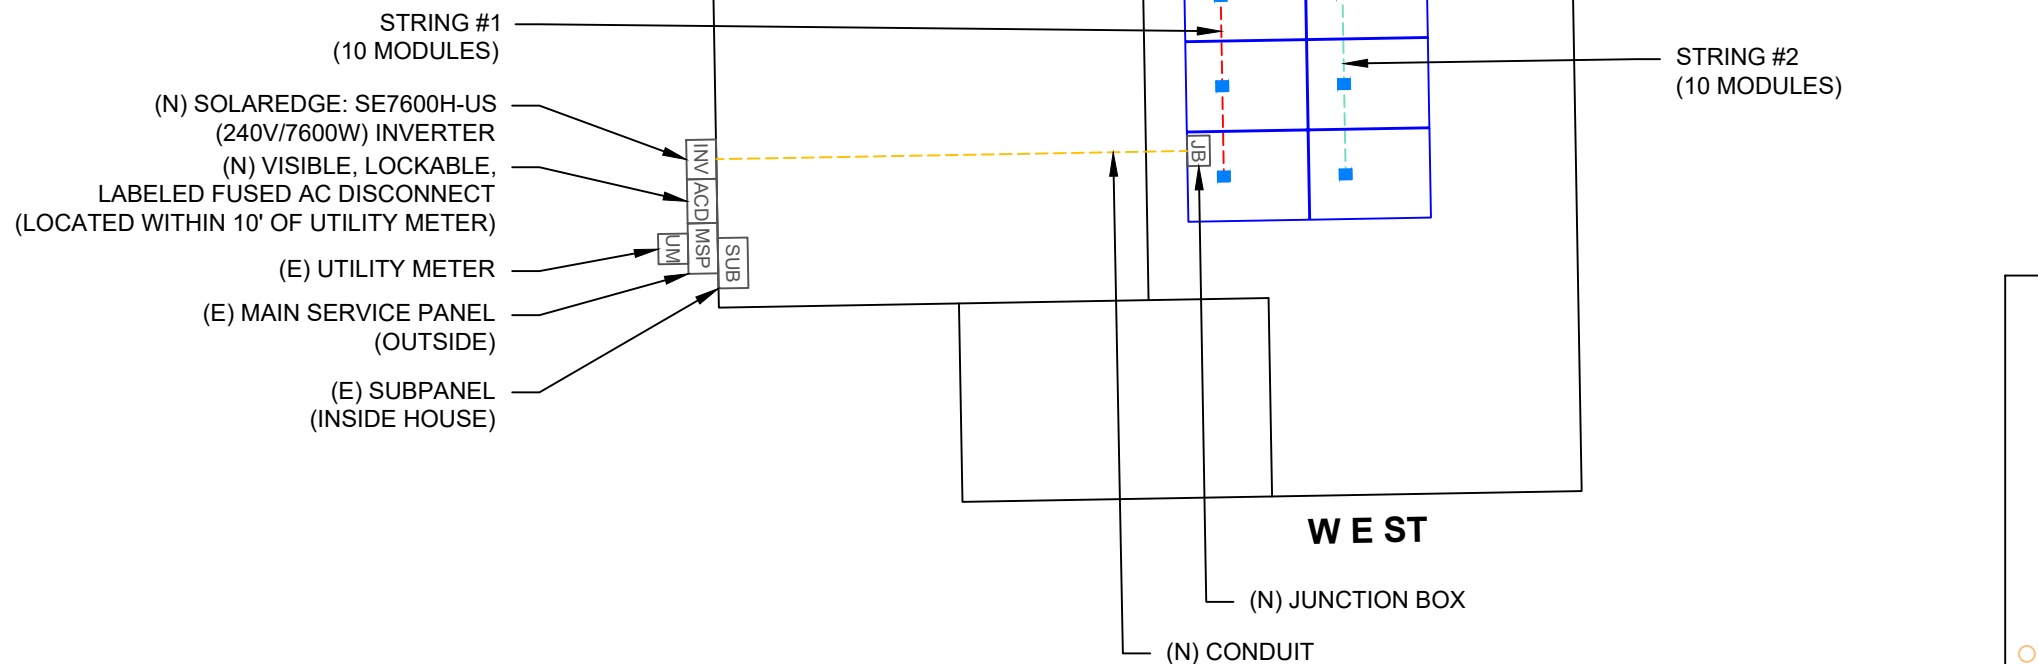 STRING #1
(10 MODULES)
STRING #2
(10 MODULES)
(N) SOLAREDGE: SE7600H-US
(240V/7600W) INVERTER
(N) VISIBLE, LOCKABLE,
LABELED FUSED AC DISCONNECT
(LOCATED WITHIN 10' OF UTILITY METER)
(E) UTILITY METER
(E) MAIN SERVICE PANEL
(OUTSIDE)
(E) SUBPANEL
(INSIDE HOUSE)
INV
ACD
MSP
UM
SUB
JB
WEST
(N) JUNCTION BOX
(N) CONDUIT